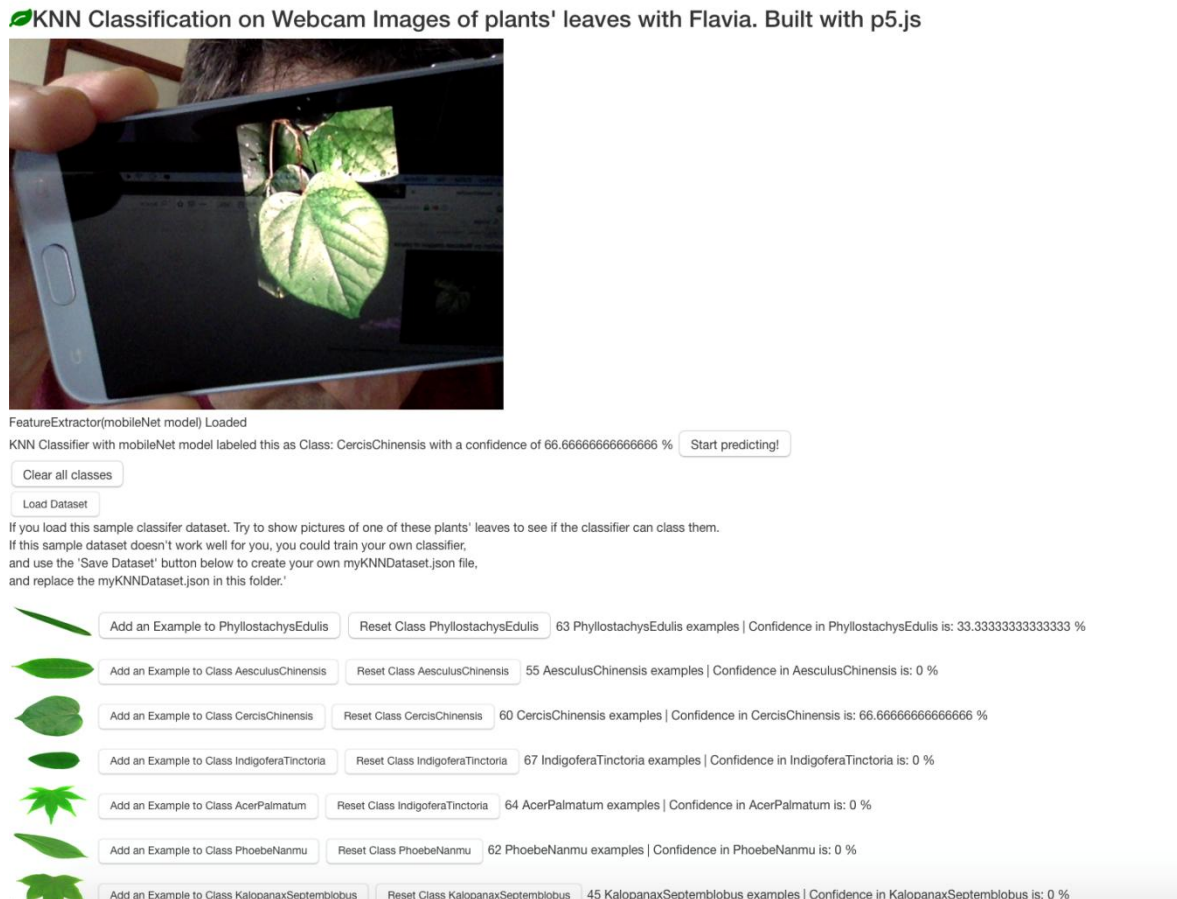 KNN Classification on Webcam Images of plants' leaves with Flavia. Built with p5.js
FeatureExtractor(mobileNet model) Loaded
KNN Classifier with mobileNet model labeled this as Class: CercisChinensis with a confidence of 66.66666666666666 % Start predicting!
Clear all classes
Load Dataset
If you load this sample classifer dataset. Try to show pictures of one of these plants' leaves to see if the classifier can class them.
If this sample dataset doesn't work well for you, you could train your own classifier,
and use the 'Save Dataset' button below to create your own myKNNDataset.json file,
and replace the myKNNDataset.json in this folder.'
Add an Example to PhyllostachysEdulis Reset Class PhyllostachysEdulis 63 PhyllostachysEdulis examples | Confidence in PhyllostachysEdulis is: 33.33333333333333 %
Add an Example to Class AesculusChinensis Reset Class AesculusChinensis 55 AesculusChinensis examples | Confidence in AesculusChinensis is: 0 %
Add an Example to Class CercisChinensis Reset Class CercisChinensis 60 CercisChinensis examples | Confidence in CercisChinensis is: 66.66666666666666 %
Add an Example to Class IndigoferaTinctoria Reset Class IndigoferaTinctoria 67 IndigoferaTinctoria examples | Confidence in IndigoferaTinctoria is: 0 %
Add an Example to Class AcerPalmatum Reset Class IndigoferaTinctoria 64 AcerPalmatum examples | Confidence in AcerPalmatum is: 0 %
Add an Example to Class PhoebeNanmu Reset Class PhoebeNanmu 62 PhoebeNanmu examples | Confidence in PhoebeNanmu is: 0 %
Add an Example to Class KalopanaxSeptemblobus Reset Class KalopanaxSeptemblobus 45 KalopanaxSeptemblobus examples | Confidence in KalopanaxSeptemblobus is: 0 %